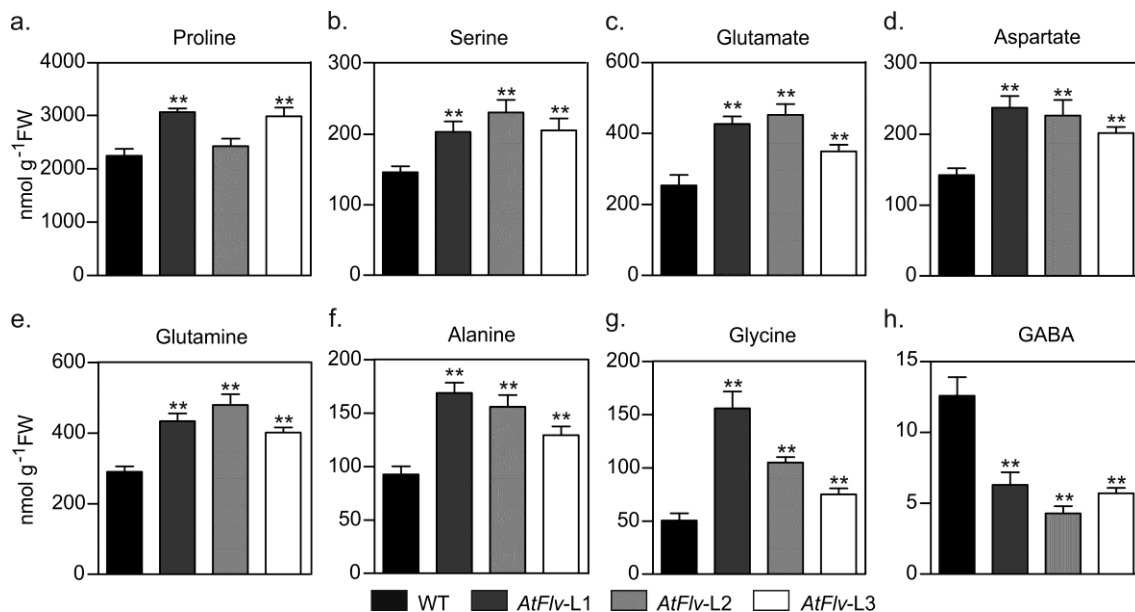 a. Proline
b. Serine
c. Glutamate
d. Aspartate
nmol g⁻¹FW
4000
3000
2000
1000
0
** **
300
200
100
0
** ** **
600
400
200
0
** ** **
300
200
100
0
** ** **
e. Glutamine
f. Alanine
g. Glycine
h. GABA
nmol g⁻¹FW
600
400
200
0
** ** **
200
150
100
50
0
** ** **
200
150
100
50
0
** ** **
15
10
5
0
** ** **
WT AtFlv-L1 AtFlv-L2 AtFlv-L3